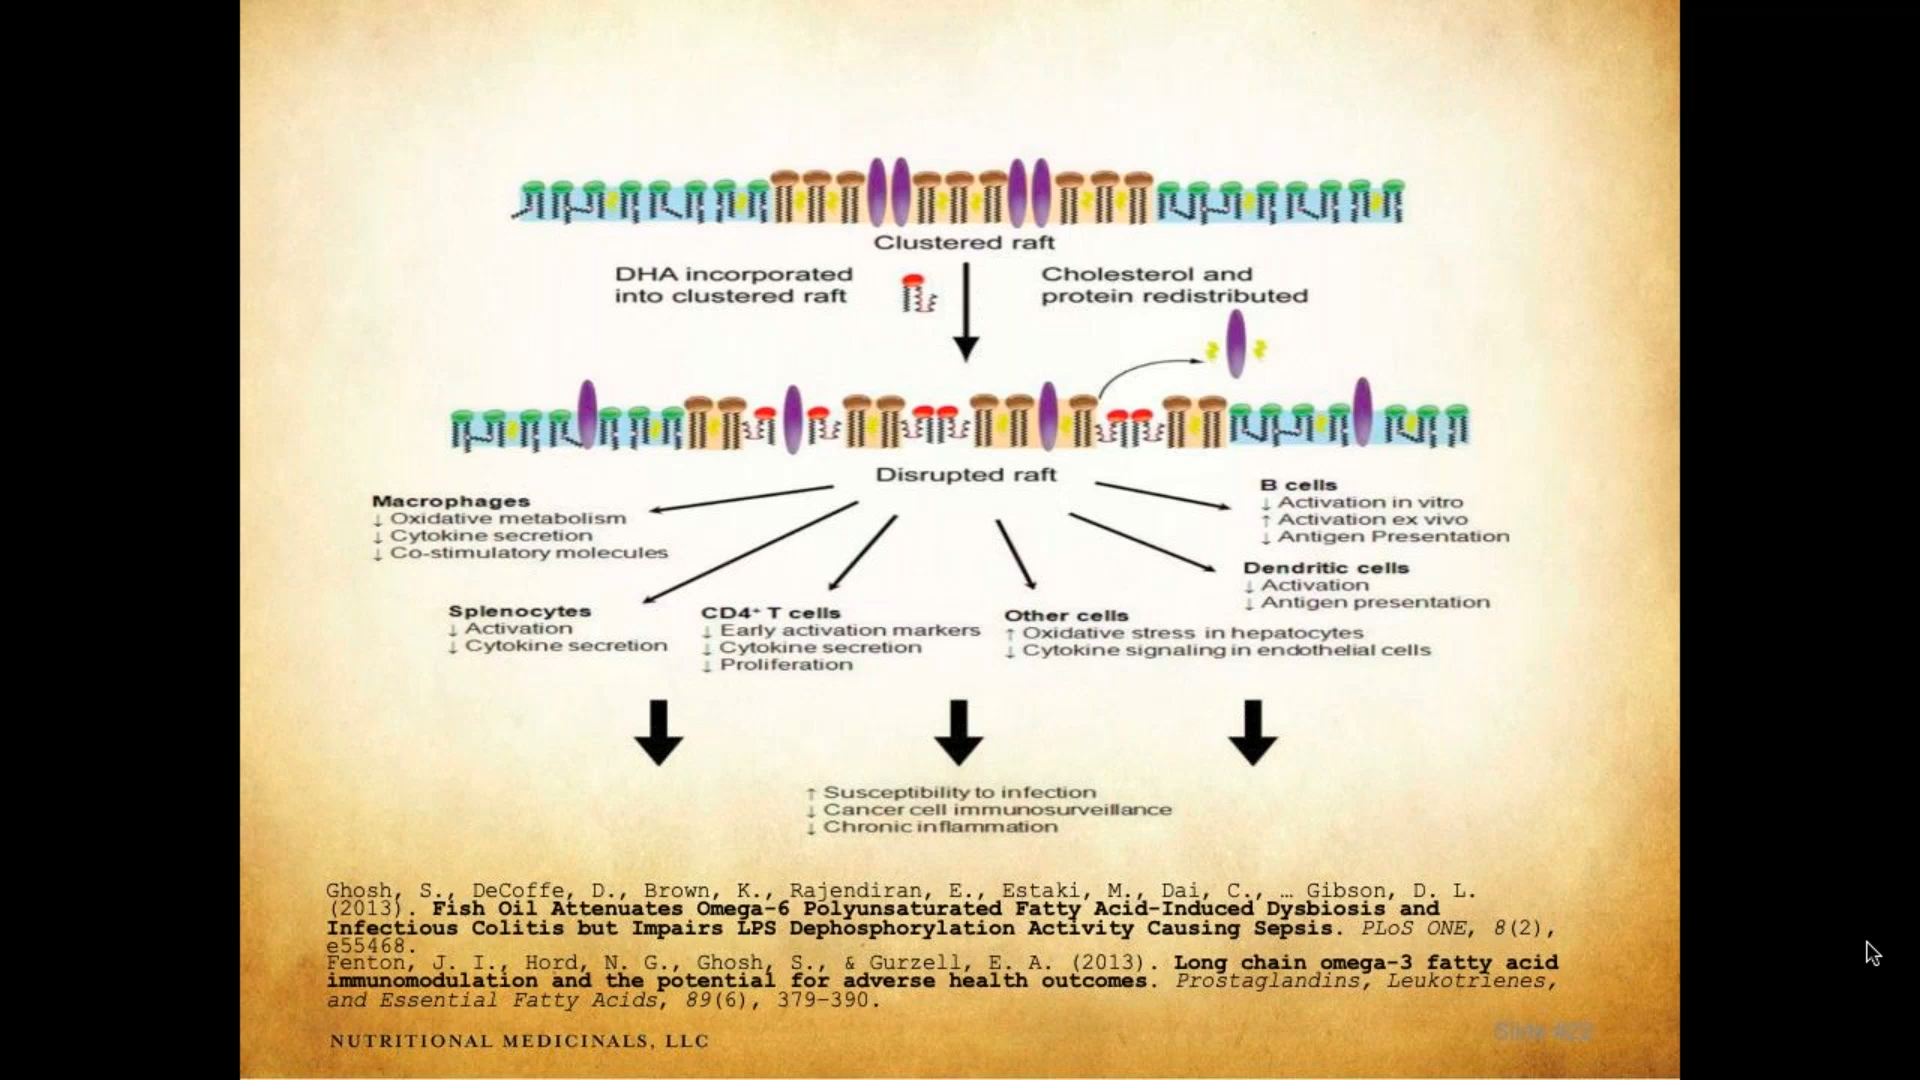 Clustered raft
DHA incorporated
into clustered raft
Cholesterol and
protein redistributed
Disrupted raft
Macrophages
↓ Oxidative metabolism
↓ Cytokine secretion
↓ Co-stimulatory molecules
B cells
↓ Activation in vitro
↑ Activation ex vivo
↓ Antigen Presentation
Dendritic cells
↓ Activation
↓ Antigen presentation
Splenocytes
↓ Activation
↓ Cytokine secretion
CD4⁺ T cells
↓ Early activation markers
↓ Cytokine secretion
↓ Proliferation
Other cells
↑ Oxidative stress in hepatocytes
↓ Cytokine signaling in endothelial cells
↑ Susceptibility to infection
↓ Cancer cell immunosurveillance
↓ Chronic inflammation
Ghosh, S., DeCoffe, D., Brown, K., Rajendiran, E., Estaki, M., Dai, C., … Gibson, D. L.
(2013). Fish Oil Attenuates Omega-6 Polyunsaturated Fatty Acid-Induced Dysbiosis and
Infectious Colitis but Impairs LPS Dephosphorylation Activity Causing Sepsis. PLoS ONE, 8(2),
e55468.
Fenton, J. I., Hord, N. G., Ghosh, S., & Gurzell, E. A. (2013). Long chain omega-3 fatty acid
immunomodulation and the potential for adverse health outcomes. Prostaglandins, Leukotrienes,
and Essential Fatty Acids, 89(6), 379-390.
NUTRITIONAL MEDICINALS, LLC
Slide